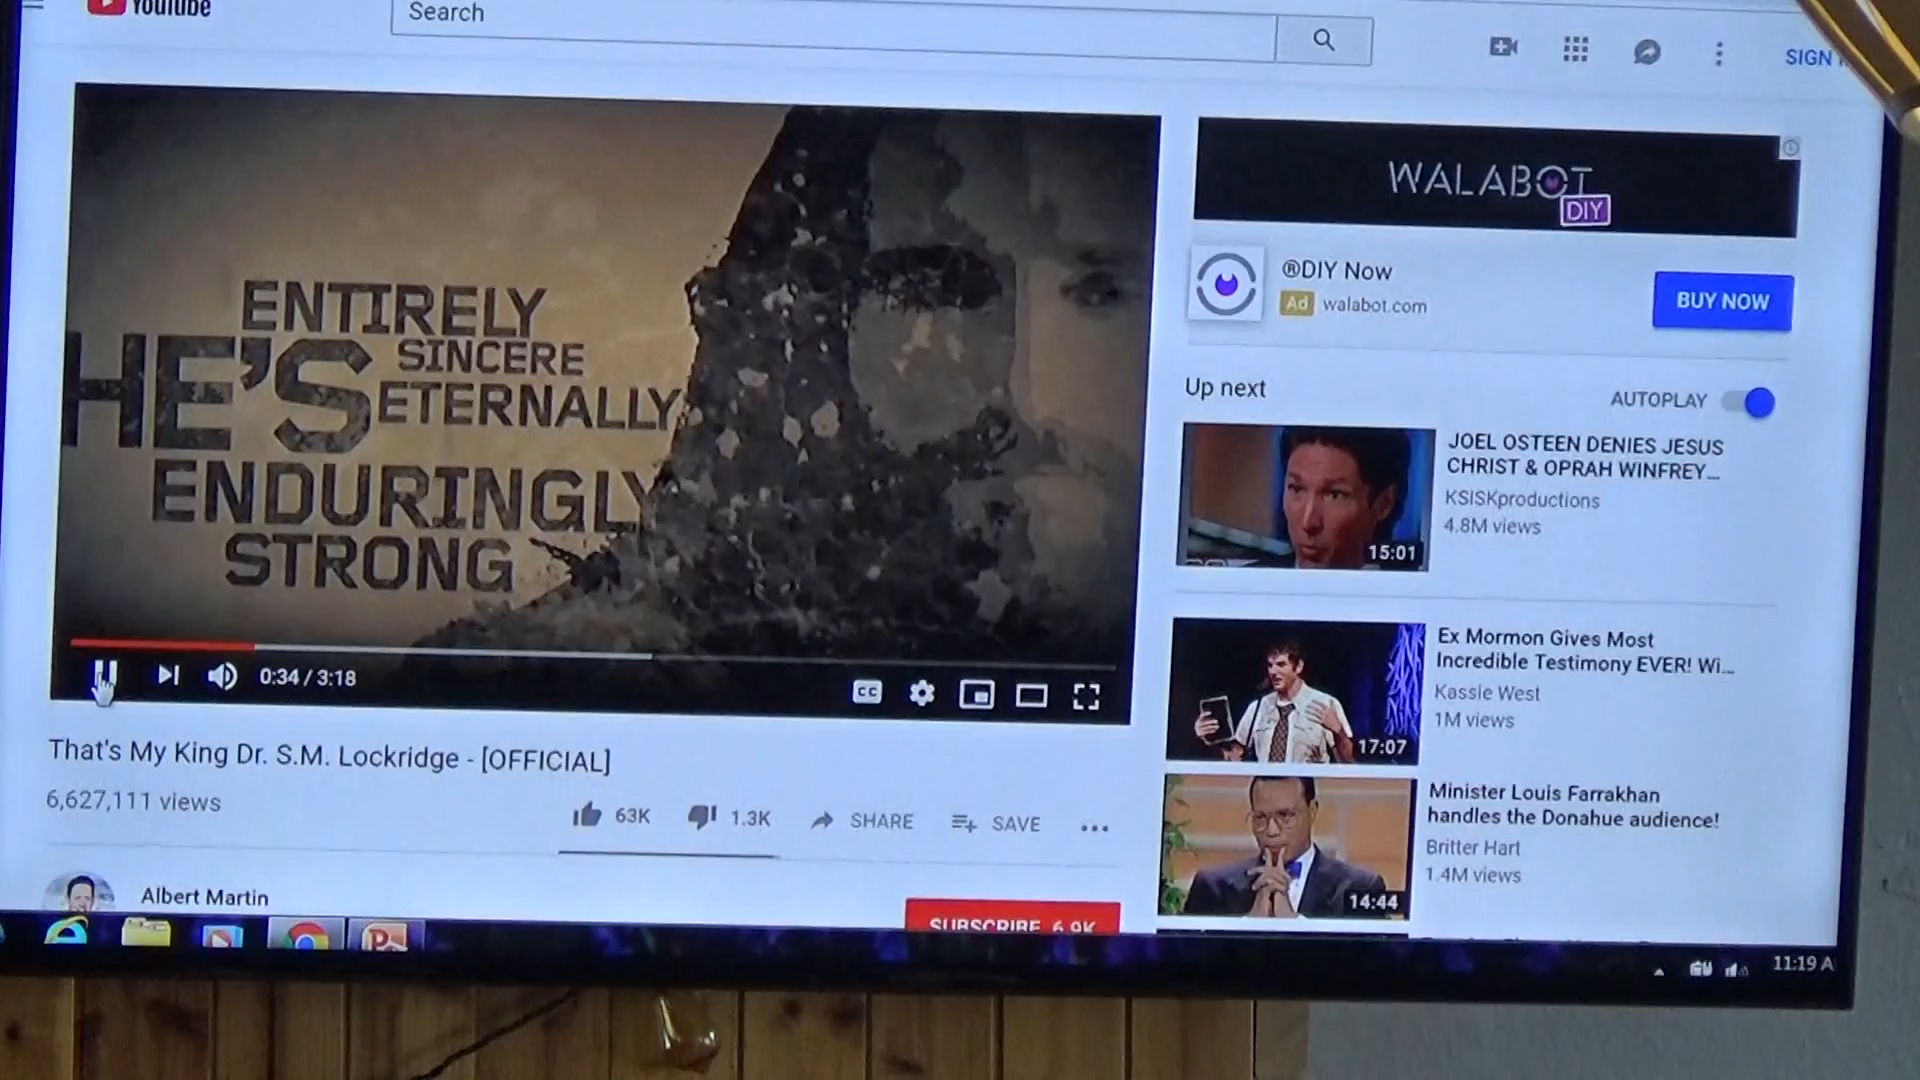 YouTube
Search
SIGN
ENTIRELY
SINCERE
HE'S
ETERNALLY
ENDURINGLY
STRONG
0:34 / 3:18
CC
That's My King Dr. S.M. Lockridge - [OFFICIAL]
6,627,111 views
63K
1.3K
SHARE
SAVE
Albert Martin
SUBSCRIBE 6.9K
WALABOT
DIY
®DIY Now
Ad walabot.com
BUY NOW
Up next
AUTOPLAY
JOEL OSTEEN DENIES JESUS
CHRIST & OPRAH WINFREY...
KSISKproductions
4.8M views
15:01
Ex Mormon Gives Most
Incredible Testimony EVER! Wi...
Kassie West
1M views
17:07
Minister Louis Farrakhan
handles the Donahue audience!
Britter Hart
1.4M views
14:44
11:19 A